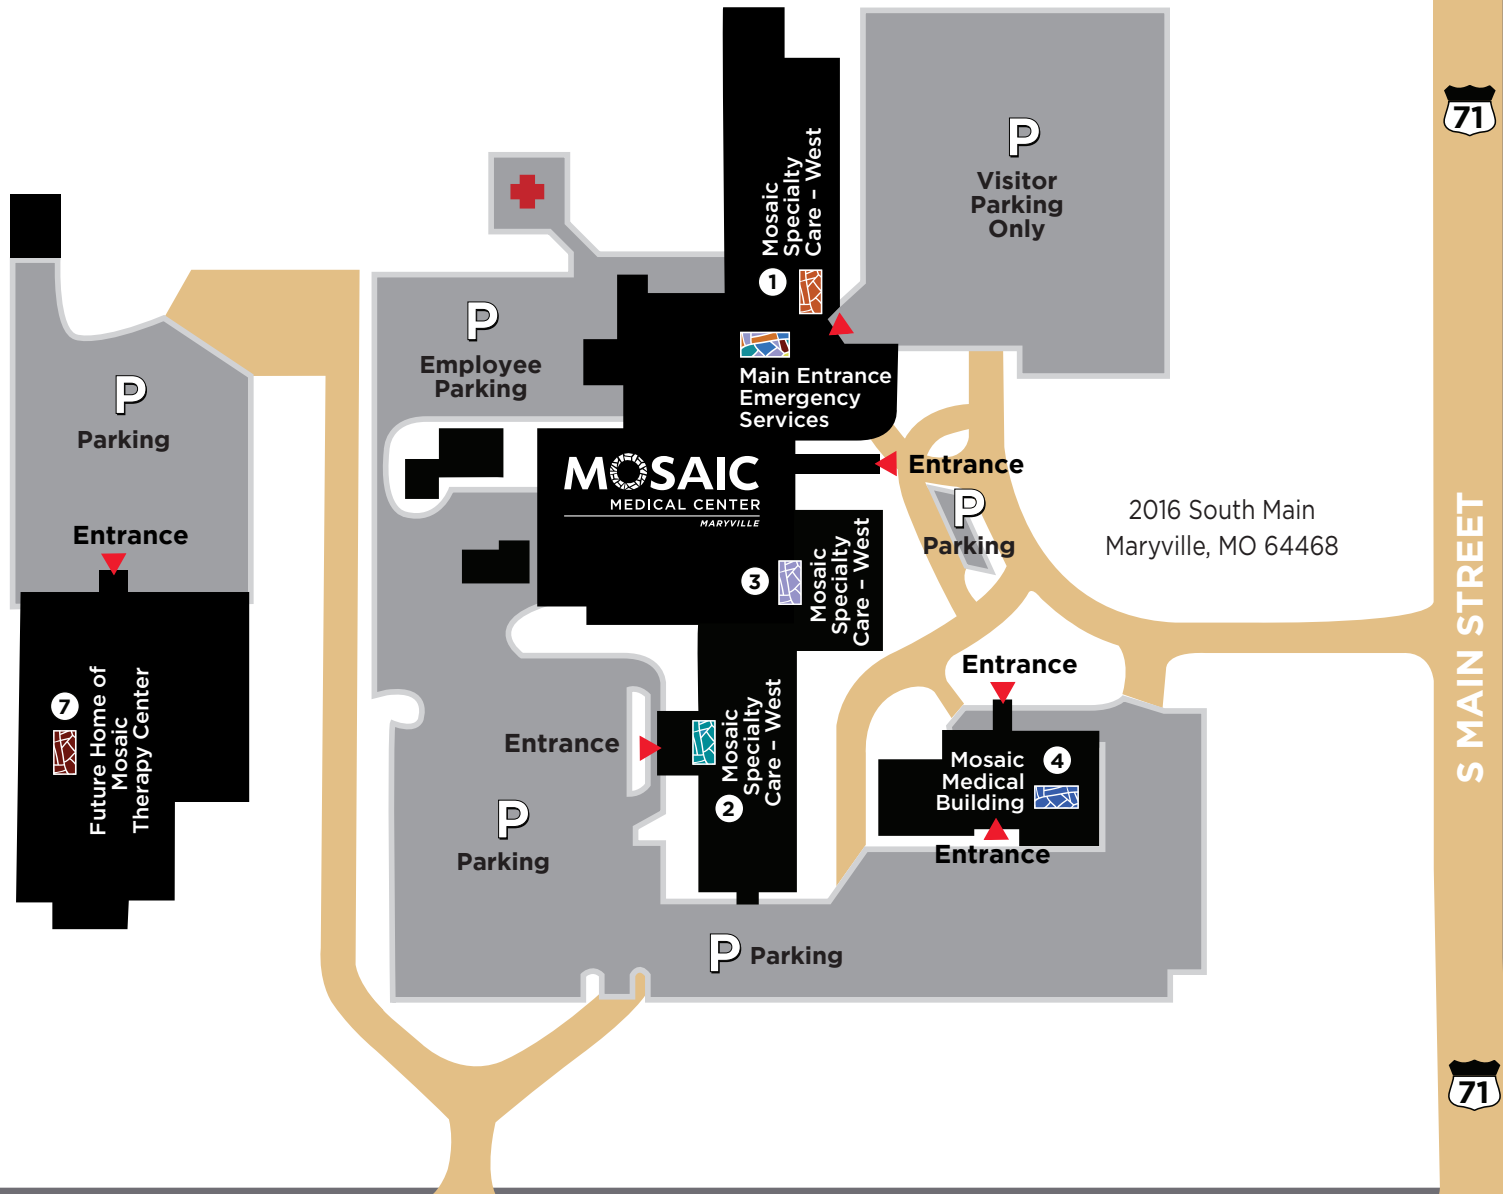 71
P
Visitor
Parking
Only
Mosaic
Specialty
Care – West
1
P
Employee
Parking
Main Entrance
Emergency
Services
P
Parking
MOSAIC
MEDICAL CENTER
MARYVILLE
Entrance
P
Parking
2016 South Main
Maryville, MO 64468
S MAIN STREET
Entrance
3
Mosaic
Specialty
Care – West
7
Future Home of
Mosaic
Therapy Center
Entrance
Entrance
2
Mosaic
Specialty
Care – West
Mosaic
Medical
Building
4
Entrance
P
Parking
P Parking
71